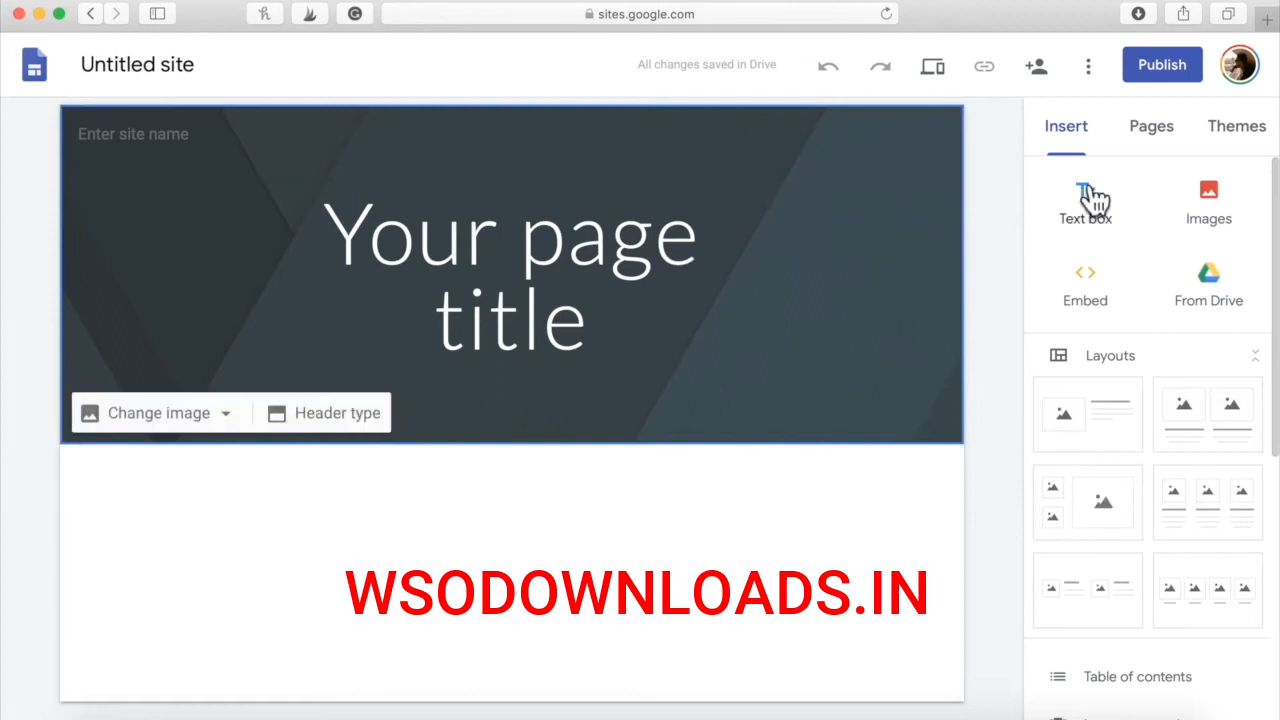 sites.google.com
Untitled site
All changes saved in Drive
Publish
Enter site name
Your page
title
Change image
Header type
Insert
Pages
Themes
Text box
Images
Embed
From Drive
Layouts
Table of contents
WSODOWNLOADS.IN